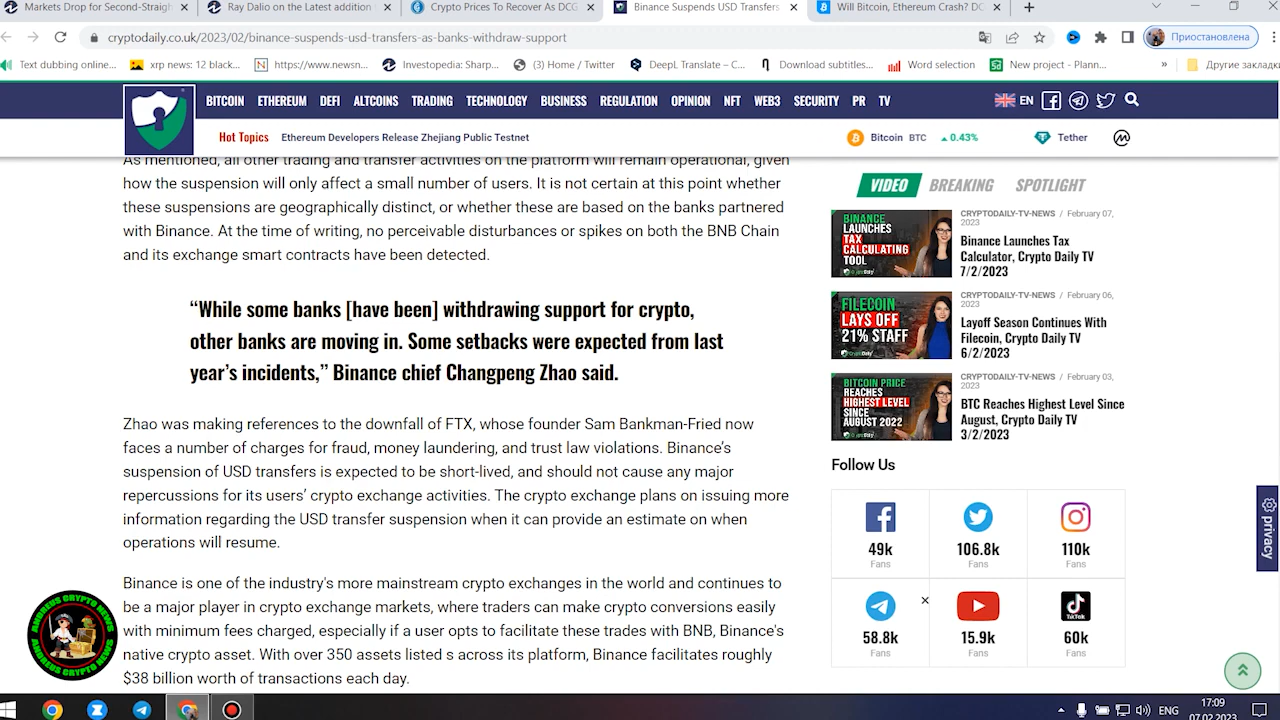 Markets Drop for Second-Straigh
Ray Dalio on the Latest addition
Crypto Prices To Recover As DCG
Binance Suspends USD Transfers
Will Bitcoin, Ethereum Crash? DC
cryptodaily.co.uk/2023/02/binance-suspends-usd-transfers-as-banks-withdraw-support
Приостановлена
Text dubbing online...
xrp news: 12 black...
https://www.newsn...
Investopedia: Sharp...
(3) Home / Twitter
DeepL Translate – C...
Download subtitles...
Word selection
New project - Plann...
»
Другие закладки
BITCOIN ETHEREUM DEFI ALTCOINS TRADING TECHNOLOGY BUSINESS REGULATION OPINION NFT WEB3 SECURITY PR TV
EN
Hot Topics Ethereum Developers Release Zhejiang Public Testnet
Bitcoin BTC ▲0.43% Tether
As mentioned, all other trading and transfer activities on the platform will remain operational, given
how the suspension will only affect a small number of users. It is not certain at this point whether
these suspensions are geographically distinct, or whether these are based on the banks partnered
with Binance. At the time of writing, no perceivable disturbances or spikes on both the BNB Chain
and its exchange smart contracts have been detected.
“While some banks [have been] withdrawing support for crypto,
other banks are moving in. Some setbacks were expected from last
year’s incidents,” Binance chief Changpeng Zhao said.
Zhao was making references to the downfall of FTX, whose founder Sam Bankman-Fried now
faces a number of charges for fraud, money laundering, and trust law violations. Binance’s
suspension of USD transfers is expected to be short-lived, and should not cause any major
repercussions for its users’ crypto exchange activities. The crypto exchange plans on issuing more
information regarding the USD transfer suspension when it can provide an estimate on when
operations will resume.
Binance is one of the industry's more mainstream crypto exchanges in the world and continues to
be a major player in crypto exchange markets, where traders can make crypto conversions easily
with minimum fees charged, especially if a user opts to facilitate these trades with BNB, Binance's
native crypto asset. With over 350 assets listed s across its platform, Binance facilitates roughly
$38 billion worth of transactions each day.
VIDEO BREAKING SPOTLIGHT
BINANCE
LAUNCHES
TAX
CALCULATING
TOOL
CRYPTODAILY-TV-NEWS / February 07,
2023
Binance Launches Tax
Calculator, Crypto Daily TV
7/2/2023
FILECOIN
LAYS OFF
21% STAFF
CRYPTODAILY-TV-NEWS / February 06,
2023
Layoff Season Continues With
Filecoin, Crypto Daily TV
6/2/2023
BITCOIN PRICE
REACHES
HIGHEST LEVEL
SINCE
AUGUST 2022
CRYPTODAILY-TV-NEWS / February 03,
2023
BTC Reaches Highest Level Since
August, Crypto Daily TV
3/2/2023
Follow Us
49k
Fans
106.8k
Fans
110k
Fans
58.8k
Fans
15.9k
Fans
TikTok
60k
Fans
privacy
ANDREUS CRYPTO NEWS
ANDREUS CRYPTO NEWS
ENG
17:09
07.02.2023